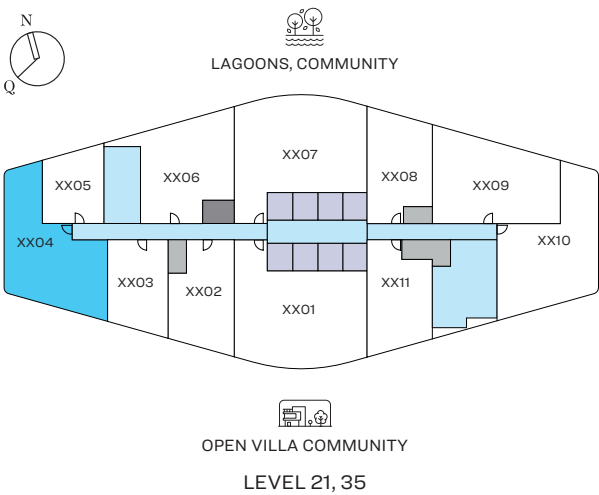 N
Q
LAGOONS, COMMUNITY
XX07
XX06
XX08
XX05
XX09
XX04
XX10
XX03
XX02
XX11
XX01
OPEN VILLA COMMUNITY
LEVEL 21, 35